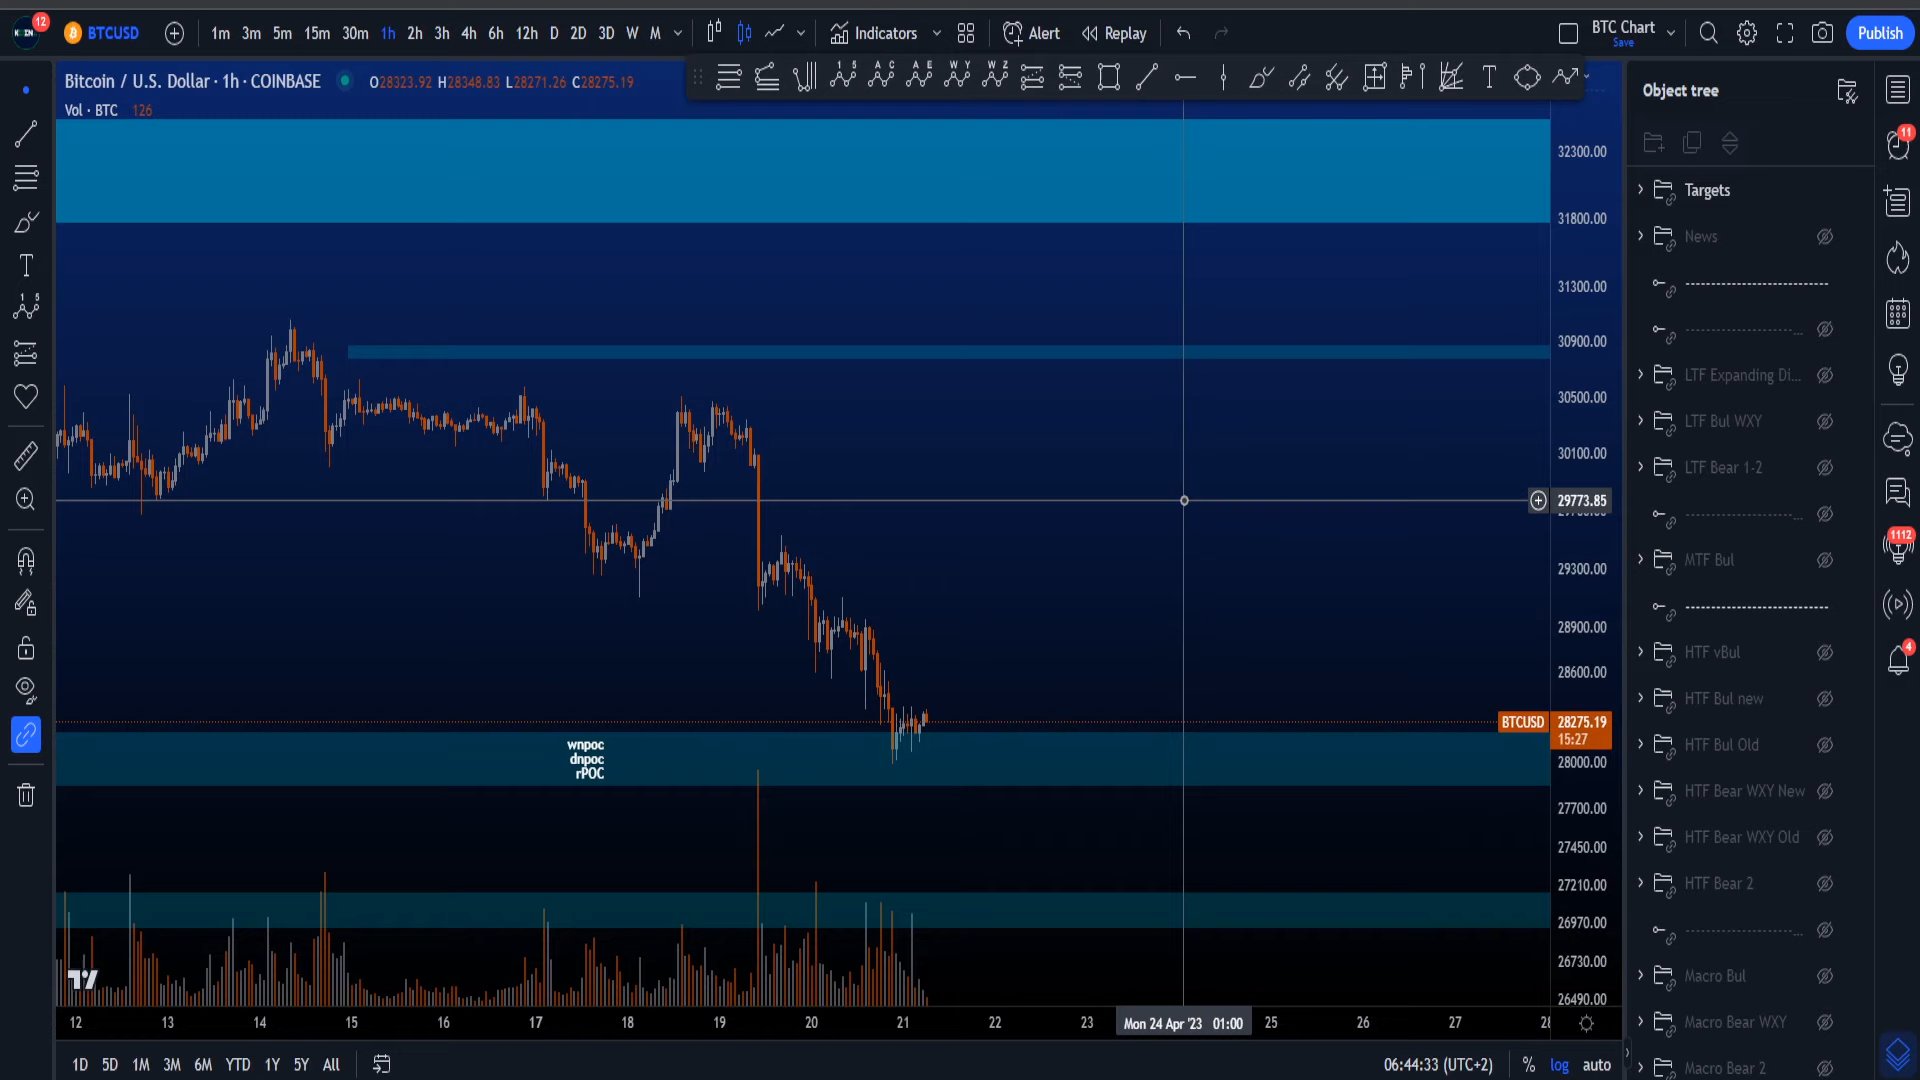 12
BTCUSD
1m 3m 5m 15m 30m 1h 2h 3h 4h 6h 12h D 2D 3D W M
Indicators
Alert
Replay
BTC Chart
Save
Publish
Bitcoin / U.S. Dollar · 1h · COINBASE
O28323.92 H28348.83 L28271.26 C28275.19
Vol · BTC 126
Object tree
11
Targets
News
LTF Expanding Di...
LTF Bul WXY
LTF Bear 1-2
MTF Bul
HTF vBul
HTF Bul new
HTF Bul Old
HTF Bear WXY New
HTF Bear WXY Old
HTF Bear 2
Macro Bul
Macro Bear WXY
Macro Bear 2
1112
4
32300.00
31800.00
31300.00
30900.00
30500.00
30100.00
29773.85
29300.00
28900.00
28600.00
BTCUSD 28275.19
15:27
28000.00
27700.00
27450.00
27210.00
26970.00
26730.00
26490.00
wnpoc
dnpoc
rPOC
12 13 14 15 16 17 18 19 20 21 22 23 Mon 24 Apr '23 01:00 25 26 27 28
1D 5D 1M 3M 6M YTD 1Y 5Y All
06:44:33 (UTC+2) % log auto